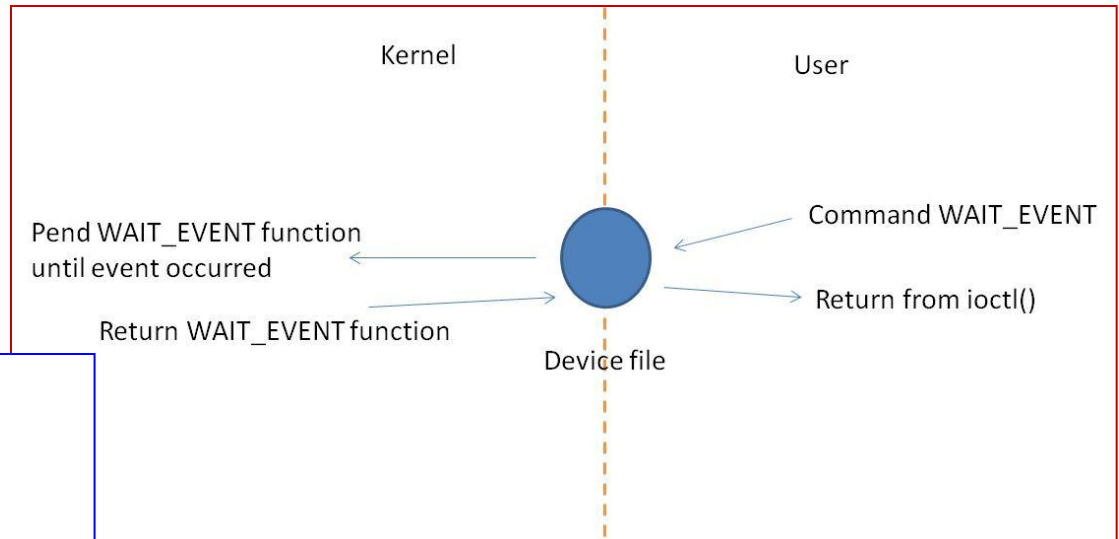 Kernel
User
Command WAIT_EVENT
Pend WAIT_EVENT function
until event occurred
Return from ioctl()
Return WAIT_EVENT function
Device file